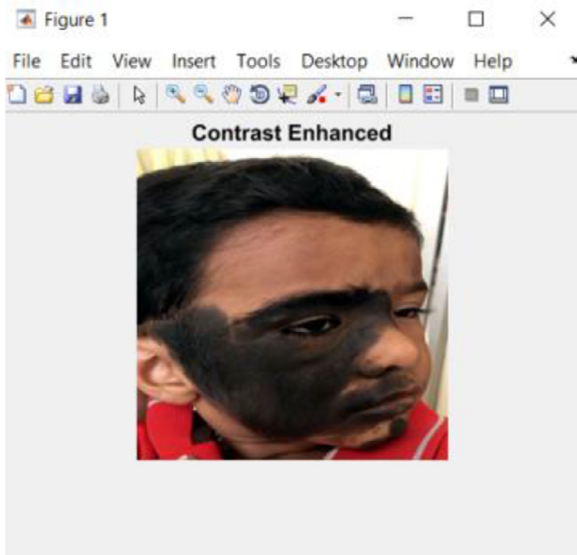 Figure 1
File Edit View Insert Tools Desktop Window Help
Contrast Enhanced